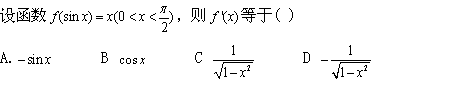 设函数 f(sin x) = x(0 < x < π/2)，则 f'(x)等于( )
A. −sin x B cos x C 1/√(1−x²) D −1/√(1−x²)